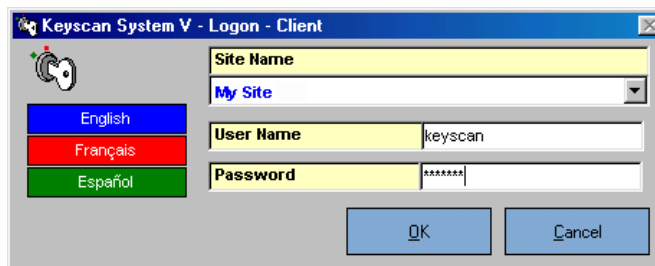 Keyscan System V - Logon - Client
Site Name
My Site
English
Français
Español
User Name keyscan
Password *******
OK Cancel